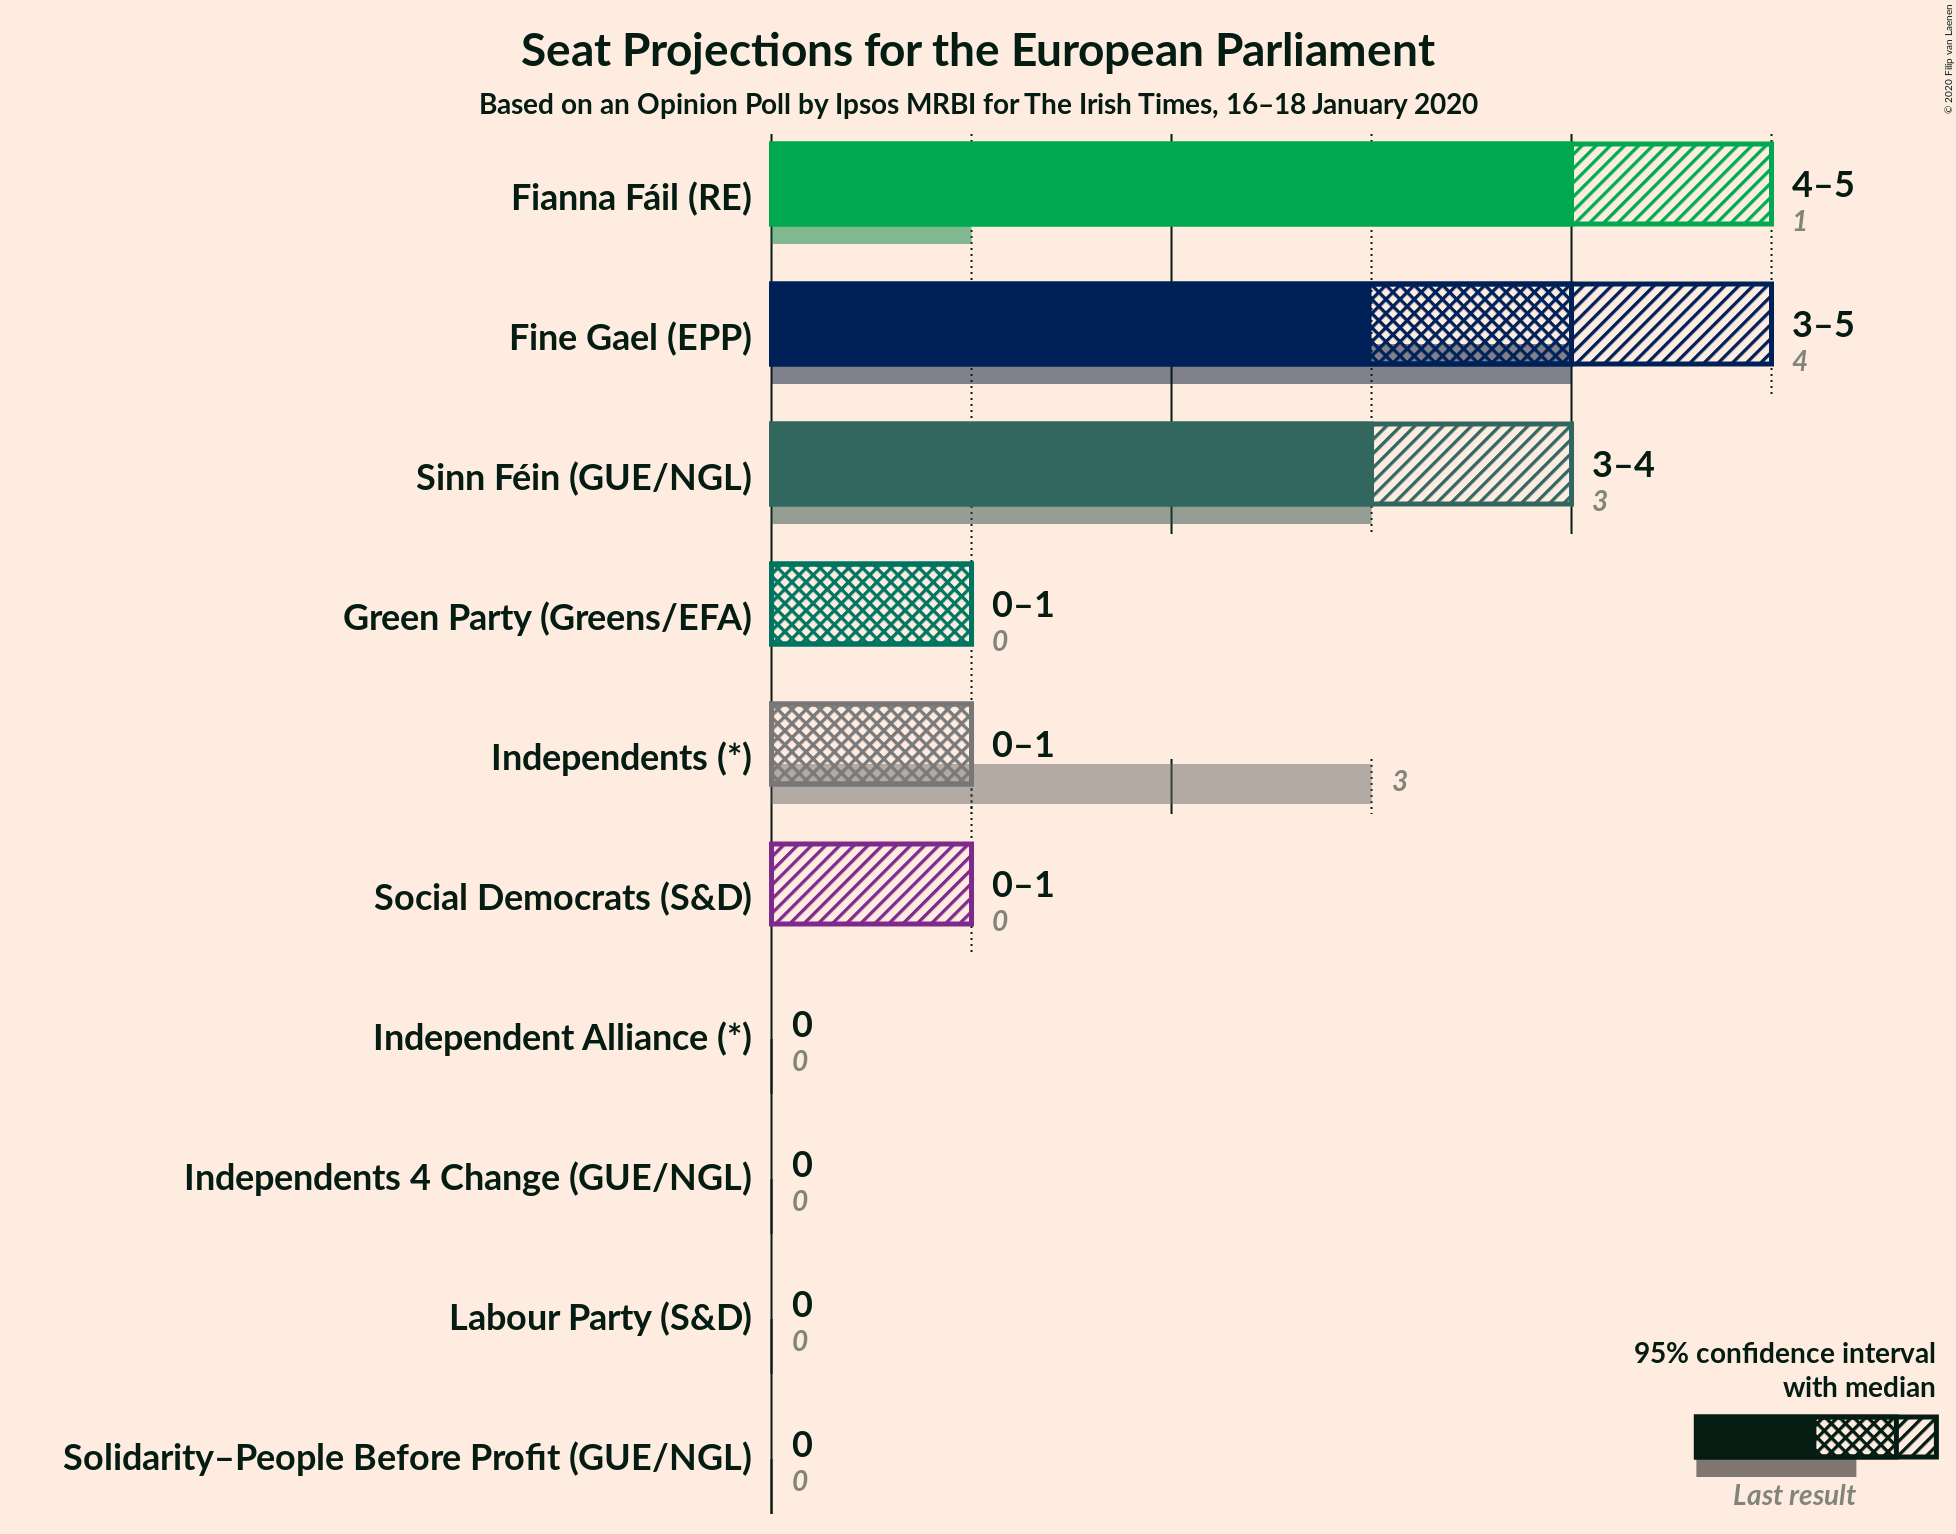 Seat Projections for the European Parliament
Based on an Opinion Poll by Ipsos MRBI for The Irish Times, 16–18 January 2020
© 2020 Filip van Laenen
Fianna Fáil (RE)
4–5
1
Fine Gael (EPP)
3–5
4
Sinn Féin (GUE/NGL)
3–4
3
Green Party (Greens/EFA)
0–1
0
Independents (*)
0–1
3
Social Democrats (S&D)
0–1
0
Independent Alliance (*)
0
0
Independents 4 Change (GUE/NGL)
0
0
Labour Party (S&D)
0
0
Solidarity–People Before Profit (GUE/NGL)
0
0
95% confidence interval
with median
Last result